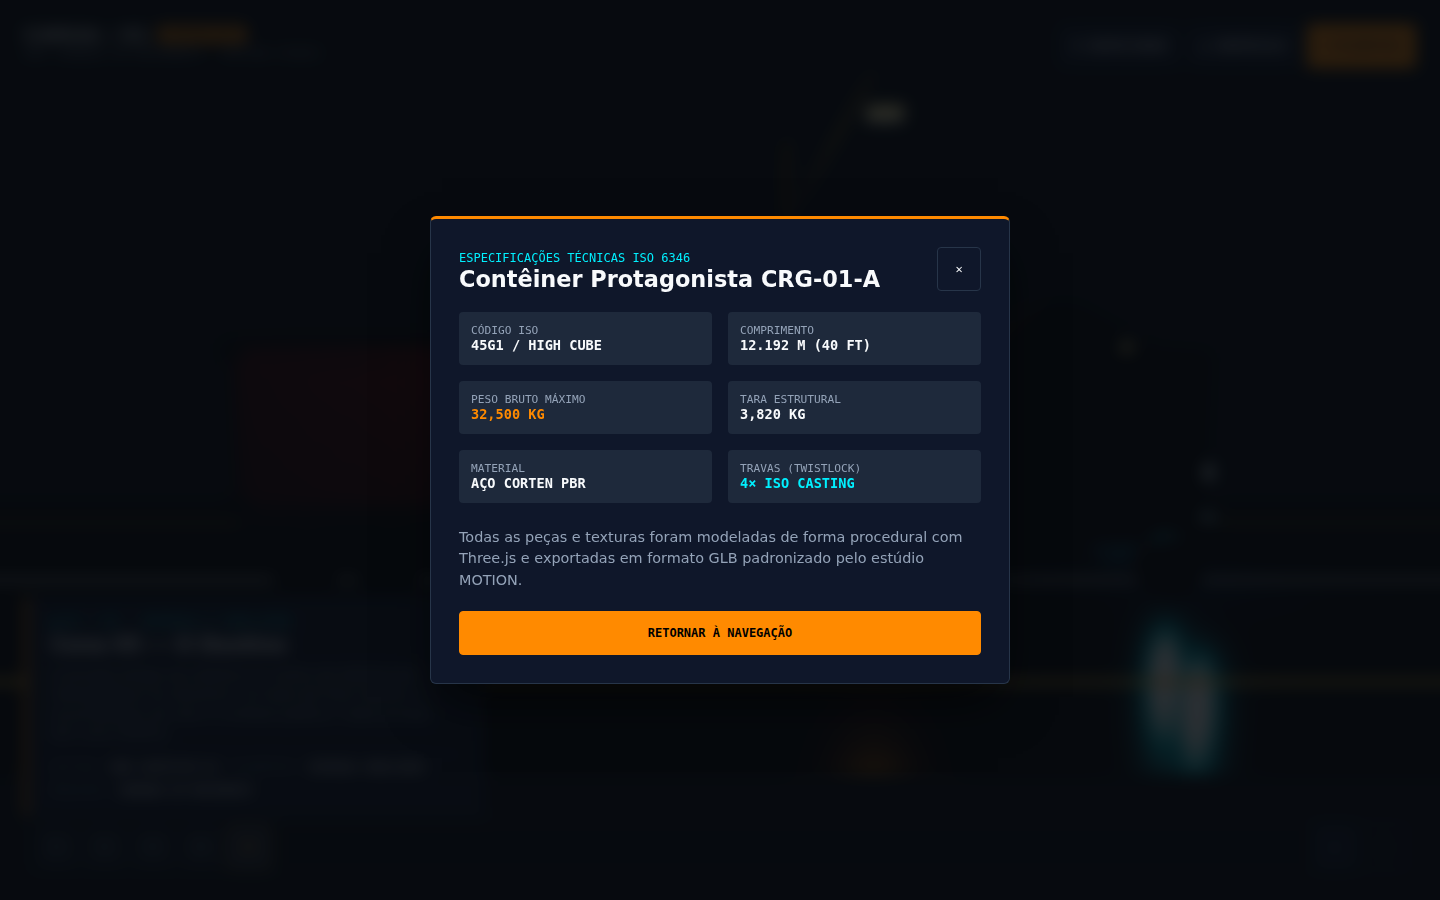 ESPECIFICAÇÕES TÉCNICAS ISO 6346
Contêiner Protagonista CRG-01-A
×
CÓDIGO ISO
45G1 / HIGH CUBE
COMPRIMENTO
12.192 M (40 FT)
PESO BRUTO MÁXIMO
32,500 KG
TARA ESTRUTURAL
3,820 KG
MATERIAL
AÇO CORTEN PBR
TRAVAS (TWISTLOCK)
4× ISO CASTING
Todas as peças e texturas foram modeladas de forma procedural com
Three.js e exportadas em formato GLB padronizado pelo estúdio
MOTION.
RETORNAR À NAVEGAÇÃO